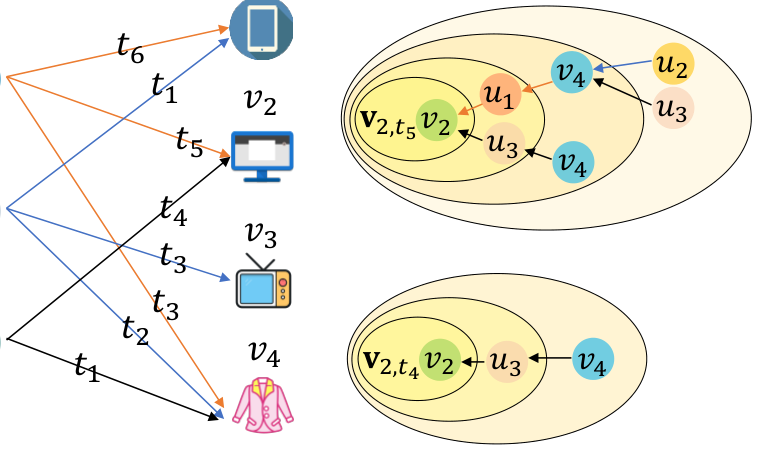 t₆
t₁
v₂
t₅
t₄
v₃
t₃
t₃
t₂
v₄
t₁
v₄
u₂
u₁
u₃
𝐯₂,ₜ₅ v₂
u₃
v₄
𝐯₂,ₜ₄ v₂ u₃ v₄